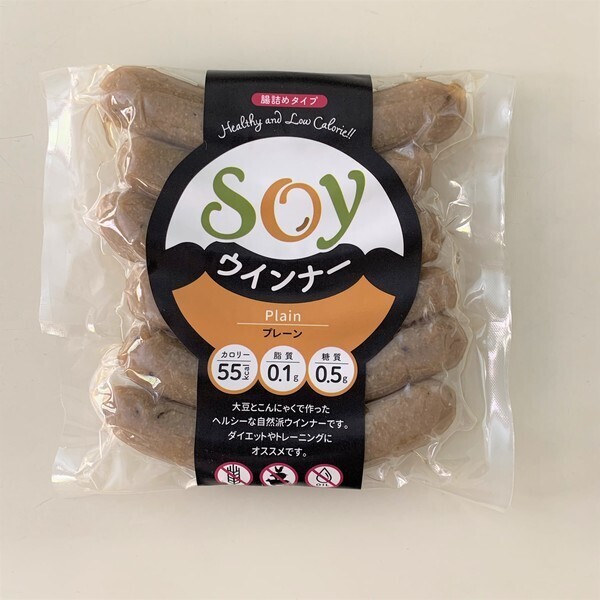 腸詰めタイプ
Healthy and Low Calorie!!
soy
ウインナー
Plain
プレーン
カロリー 脂質 糖質
55kcal 0.1g 0.5g
大豆とこんにゃくで作った
ヘルシーな自然派ウインナーです。
ダイエットやトレーニングに
オススメです。